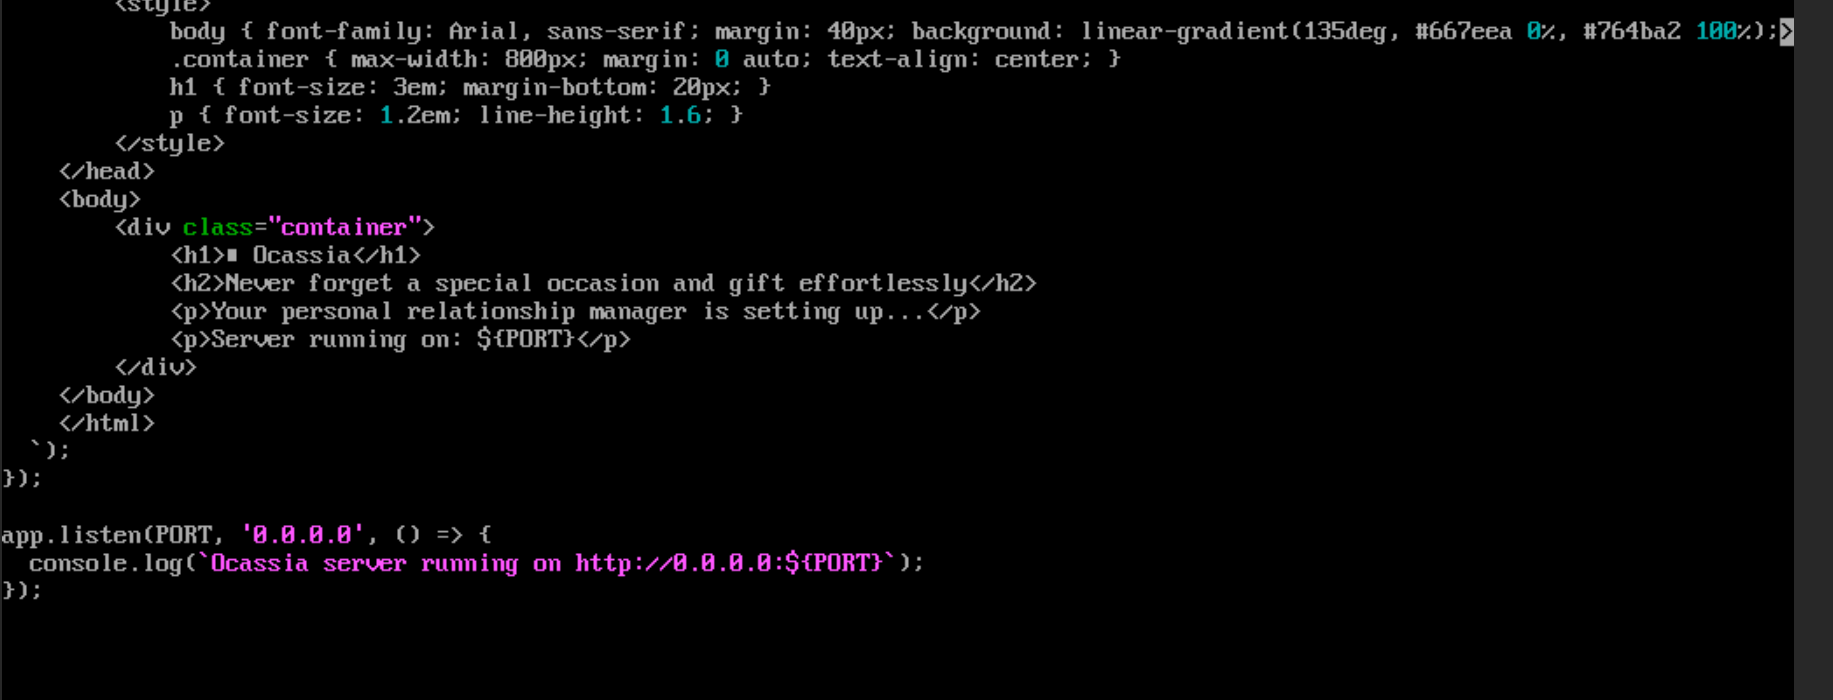 <style>
body { font-family: Arial, sans-serif; margin: 40px; background: linear-gradient(135deg, #667eea 0%, #764ba2 100%);>
.container { max-width: 800px; margin: 0 auto; text-align: center; }
h1 { font-size: 3em; margin-bottom: 20px; }
p { font-size: 1.2em; line-height: 1.6; }
</style>
</head>
<body>
<div class="container">
<h1>■ Ocassia</h1>
<h2>Never forget a special occasion and gift effortlessly</h2>
<p>Your personal relationship manager is setting up...</p>
<p>Server running on: ${PORT}</p>
</div>
</body>
</html>
`);
});
app.listen(PORT, '0.0.0.0', () => {
console.log(`Ocassia server running on http://0.0.0.0:${PORT}`);
});